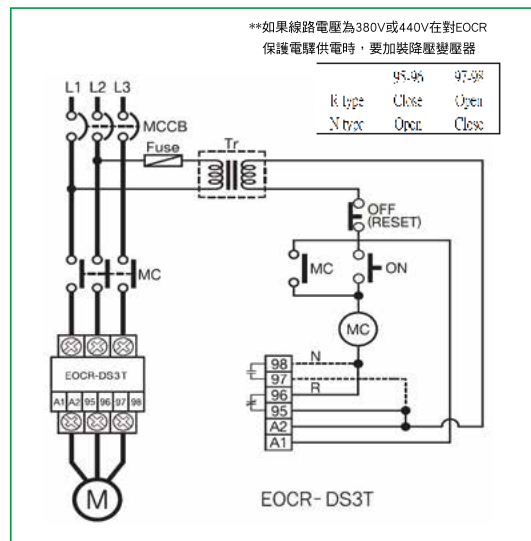 **如果線路電壓為380V或440V在對EOCR
保護電驛供電時，要加裝降壓變壓器
95-96 97-98
R type Close Open
N type Open Close
L1 L2 L3
MCCB
Fuse
Tr
OFF
(RESET)
MC
ON
MC
MC
N
R
98
97
96
95
A2
A1
EOCR-DS3T
A1 A2 95 96 97 98
M
EOCR-DS3T